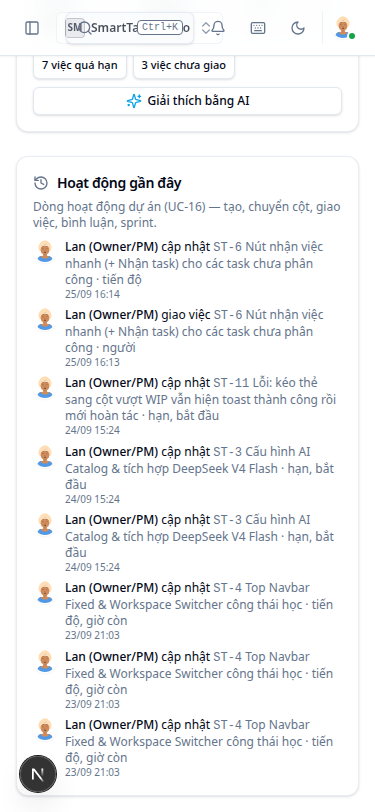 SM SmartTa Ctrl+K o
7 việc quá hạn
3 việc chưa giao
Giải thích bằng AI
Hoạt động gần đây
Dòng hoạt động dự án (UC-16) — tạo, chuyển cột, giao
việc, bình luận, sprint.
Lan (Owner/PM) cập nhật ST-6 Nút nhận việc
nhanh (+ Nhận task) cho các task chưa phân
công · tiến độ
25/09 16:14
Lan (Owner/PM) giao việc ST-6 Nút nhận việc
nhanh (+ Nhận task) cho các task chưa phân
công · người
25/09 16:13
Lan (Owner/PM) cập nhật ST-11 Lỗi: kéo thẻ
sang cột vượt WIP vẫn hiện toast thành công rồi
mới hoàn tác · hạn, bắt đầu
24/09 15:24
Lan (Owner/PM) cập nhật ST-3 Cấu hình AI
Catalog & tích hợp DeepSeek V4 Flash · hạn, bắt
đầu
24/09 15:24
Lan (Owner/PM) cập nhật ST-3 Cấu hình AI
Catalog & tích hợp DeepSeek V4 Flash · hạn, bắt
đầu
24/09 15:24
Lan (Owner/PM) cập nhật ST-4 Top Navbar
Fixed & Workspace Switcher công thái học · tiến
độ, giờ còn
23/09 21:03
Lan (Owner/PM) cập nhật ST-4 Top Navbar
Fixed & Workspace Switcher công thái học · tiến
độ, giờ còn
23/09 21:03
Lan (Owner/PM) cập nhật ST-4 Top Navbar
Fixed & Workspace Switcher công thái học · tiến
độ, giờ còn
23/09 21:03
N